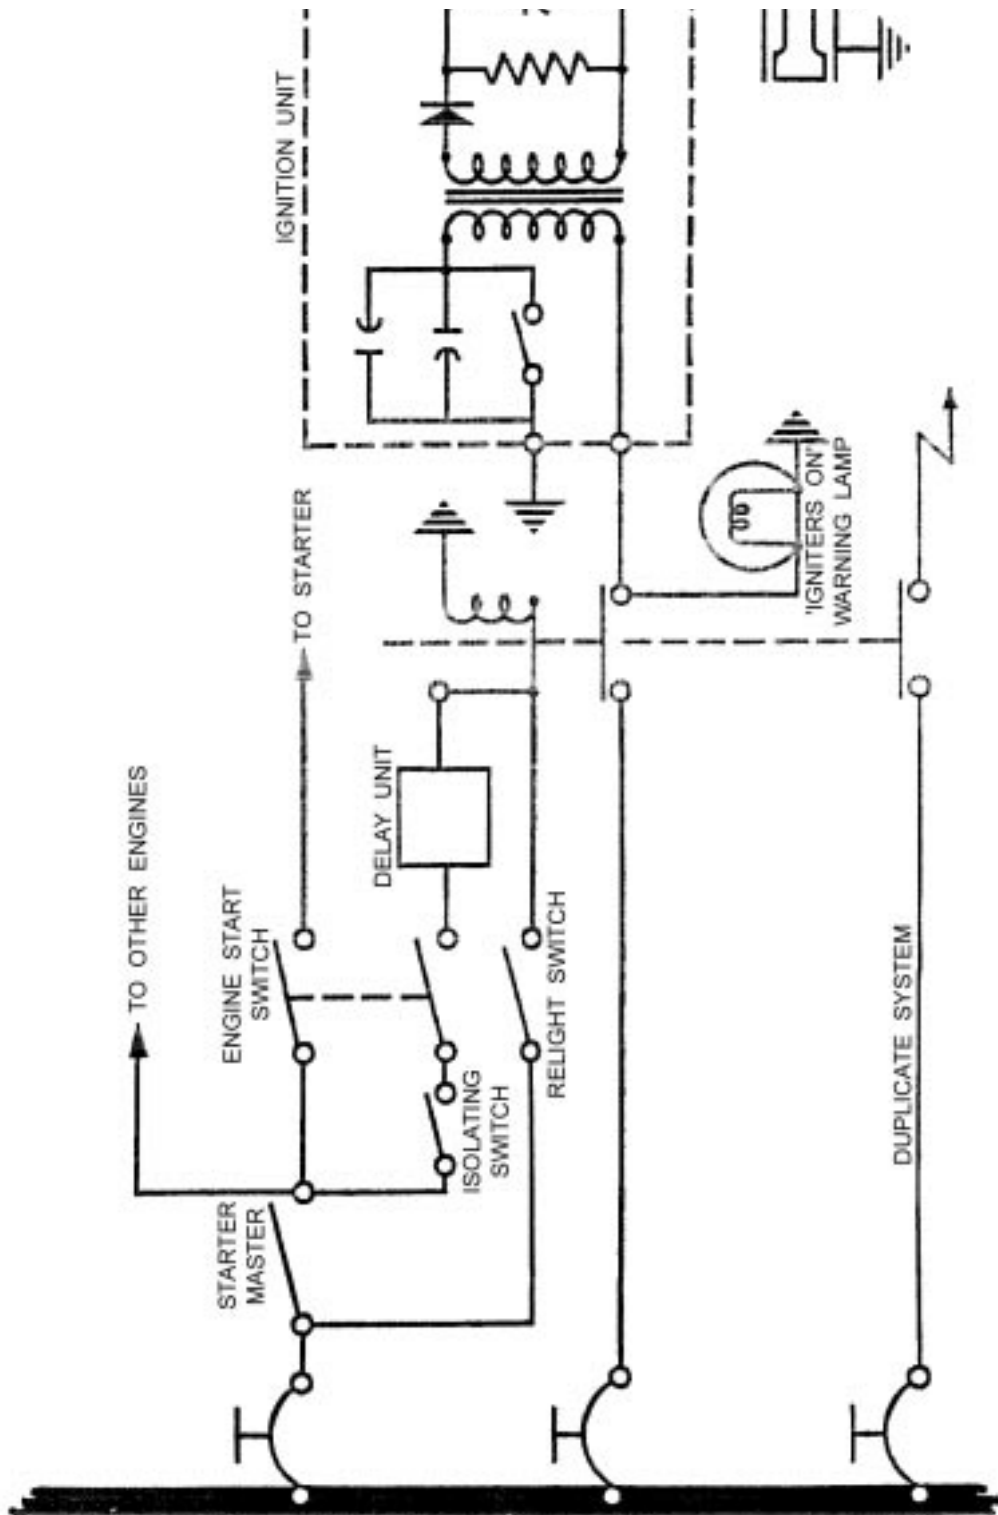 IGNITION UNIT
TO STARTER
'IGNITERS ON'
WARNING LAMP
TO OTHER ENGINES
DELAY UNIT
ENGINE START
SWITCH
RELIGHT SWITCH
ISOLATING
SWITCH
DUPLICATE SYSTEM
STARTER
MASTER